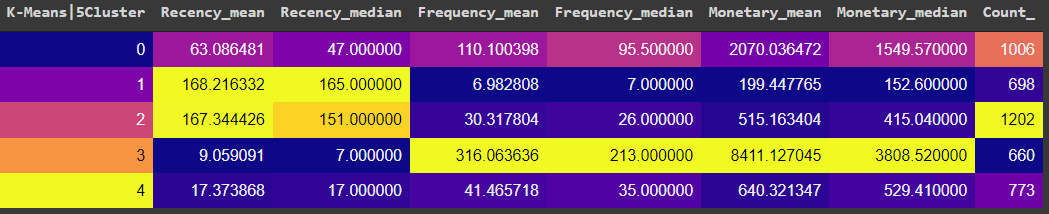 K-Means|5Cluster Recency_mean Recency_median Frequency_mean Frequency_median Monetary_mean Monetary_median Count_
0 63.086481 47.000000 110.100398 95.500000 2070.036472 1549.570000 1006
1 168.216332 165.000000 6.982808 7.000000 199.447765 152.600000 698
2 167.344426 151.000000 30.317804 26.000000 515.163404 415.040000 1202
3 9.059091 7.000000 316.063636 213.000000 8411.127045 3808.520000 660
4 17.373868 17.000000 41.465718 35.000000 640.321347 529.410000 773